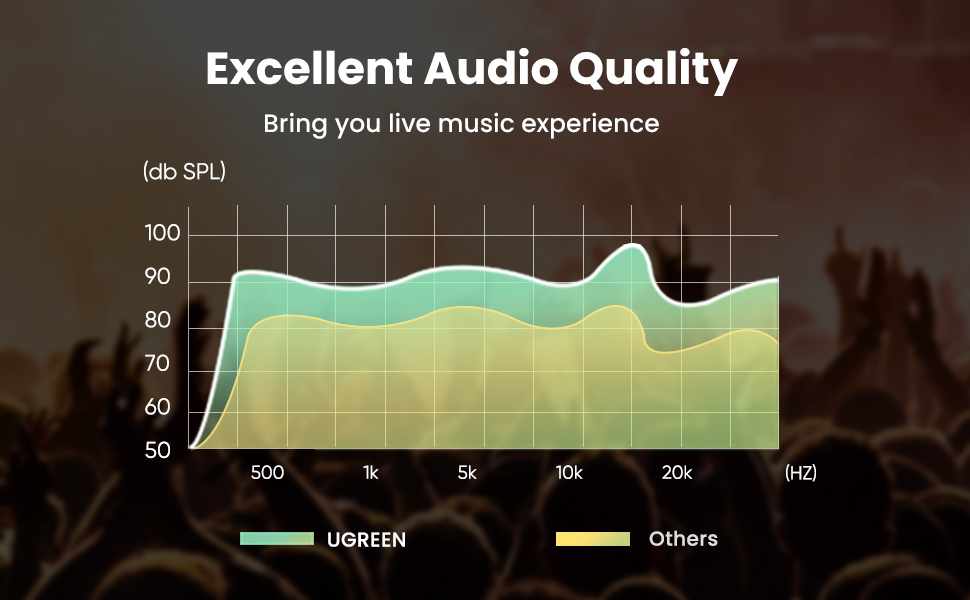 Excellent Audio Quality
Bring you live music experience
(db SPL)
100
90
80
70
60
50
500 1k 5k 10k 20k (HZ)
UGREEN Others